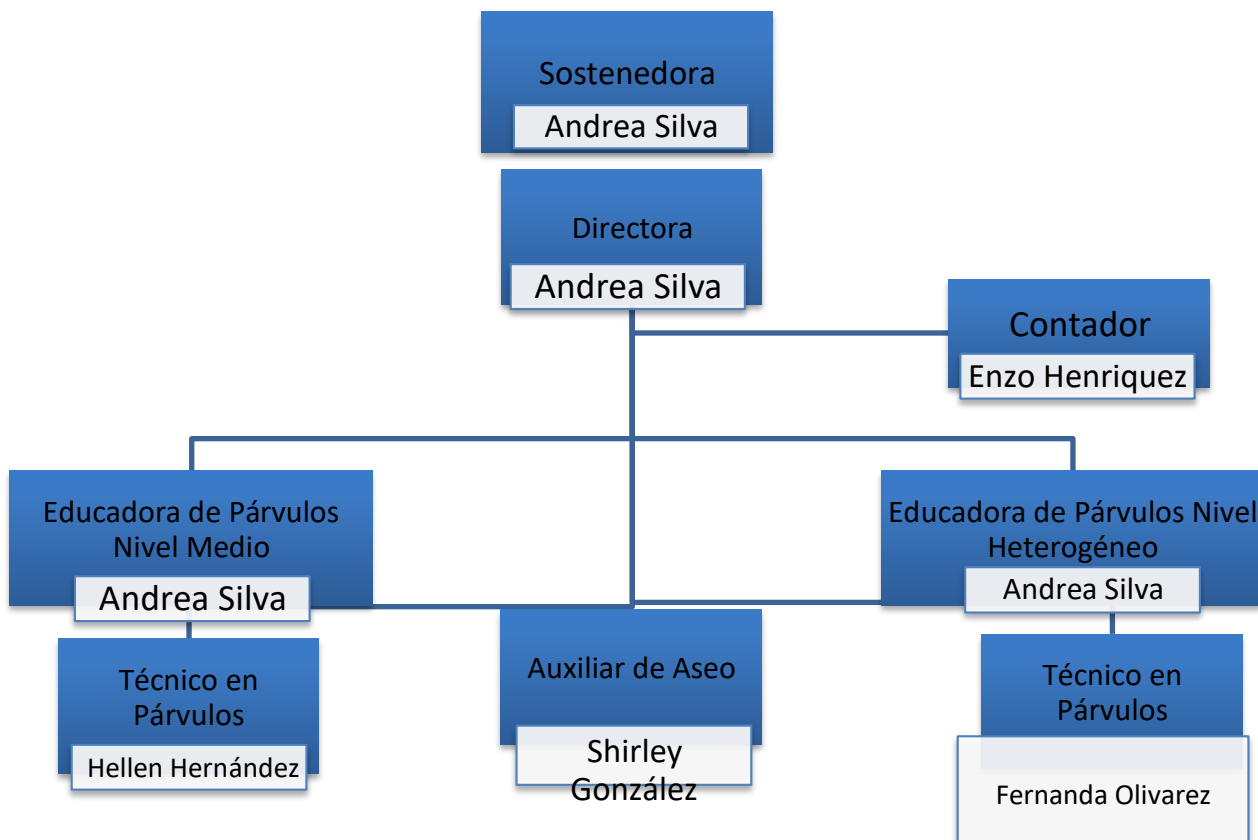 Sostenedora
Andrea Silva
Directora
Andrea Silva
Contador
Enzo Henriquez
Educadora de Párvulos
Nivel Medio
Andrea Silva
Educadora de Párvulos Nivel
Heterogéneo
Andrea Silva
Técnico en
Párvulos
Hellen Hernández
Auxiliar de Aseo
Shirley
González
Técnico en
Párvulos
Fernanda Olivarez